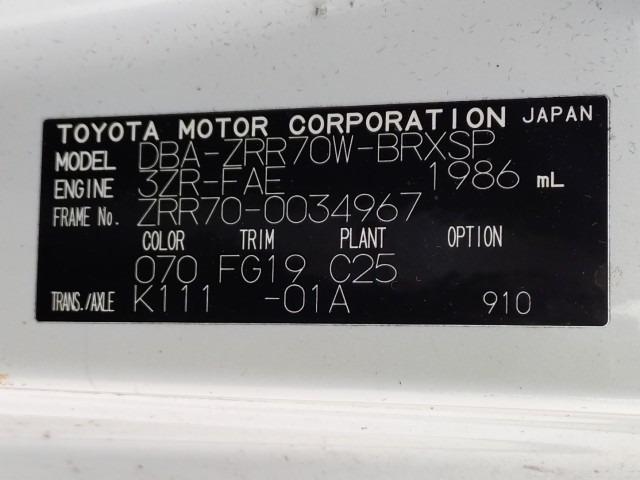 TOYOTA MOTOR CORPORATION JAPAN
MODEL DBA-ZRR70W-BRXSP
ENGINE 3ZR-FAE 1986 mL
FRAME No. ZRR70-0034967
COLOR TRIM PLANT OPTION
070 FG19 C25
TRANS./AXLE K111 -01A 910